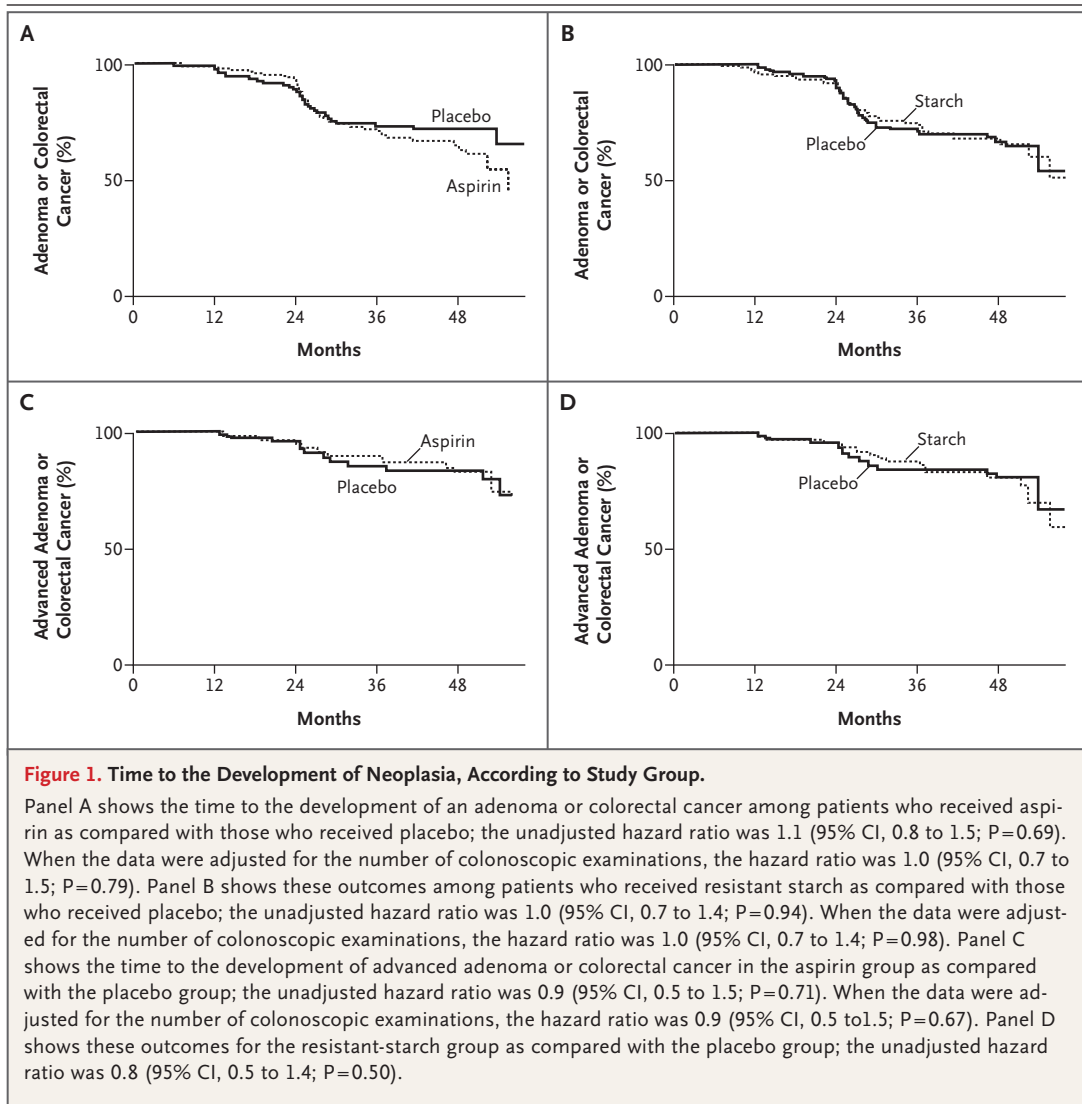 A
Adenoma or Colorectal
Cancer (%)
100
50
0
0 12 24 36 48
Months
Placebo
Aspirin
B
Adenoma or Colorectal
Cancer (%)
100
50
0
0 12 24 36 48
Months
Starch
Placebo
C
Advanced Adenoma or
Colorectal Cancer (%)
100
50
0
0 12 24 36 48
Months
Aspirin
Placebo
D
Advanced Adenoma or
Colorectal Cancer (%)
100
50
0
0 12 24 36 48
Months
Starch
Placebo
Figure 1. Time to the Development of Neoplasia, According to Study Group.
Panel A shows the time to the development of an adenoma or colorectal cancer among patients who received aspi-
rin as compared with those who received placebo; the unadjusted hazard ratio was 1.1 (95% CI, 0.8 to 1.5; P=0.69).
When the data were adjusted for the number of colonoscopic examinations, the hazard ratio was 1.0 (95% CI, 0.7 to
1.5; P=0.79). Panel B shows these outcomes among patients who received resistant starch as compared with those
who received placebo; the unadjusted hazard ratio was 1.0 (95% CI, 0.7 to 1.4; P=0.94). When the data were adjust-
ed for the number of colonoscopic examinations, the hazard ratio was 1.0 (95% CI, 0.7 to 1.4; P=0.98). Panel C
shows the time to the development of advanced adenoma or colorectal cancer in the aspirin group as compared
with the placebo group; the unadjusted hazard ratio was 0.9 (95% CI, 0.5 to 1.5; P=0.71). When the data were ad-
justed for the number of colonoscopic examinations, the hazard ratio was 0.9 (95% CI, 0.5 to1.5; P=0.67). Panel D
shows these outcomes for the resistant-starch group as compared with the placebo group; the unadjusted hazard
ratio was 0.8 (95% CI, 0.5 to 1.4; P=0.50).